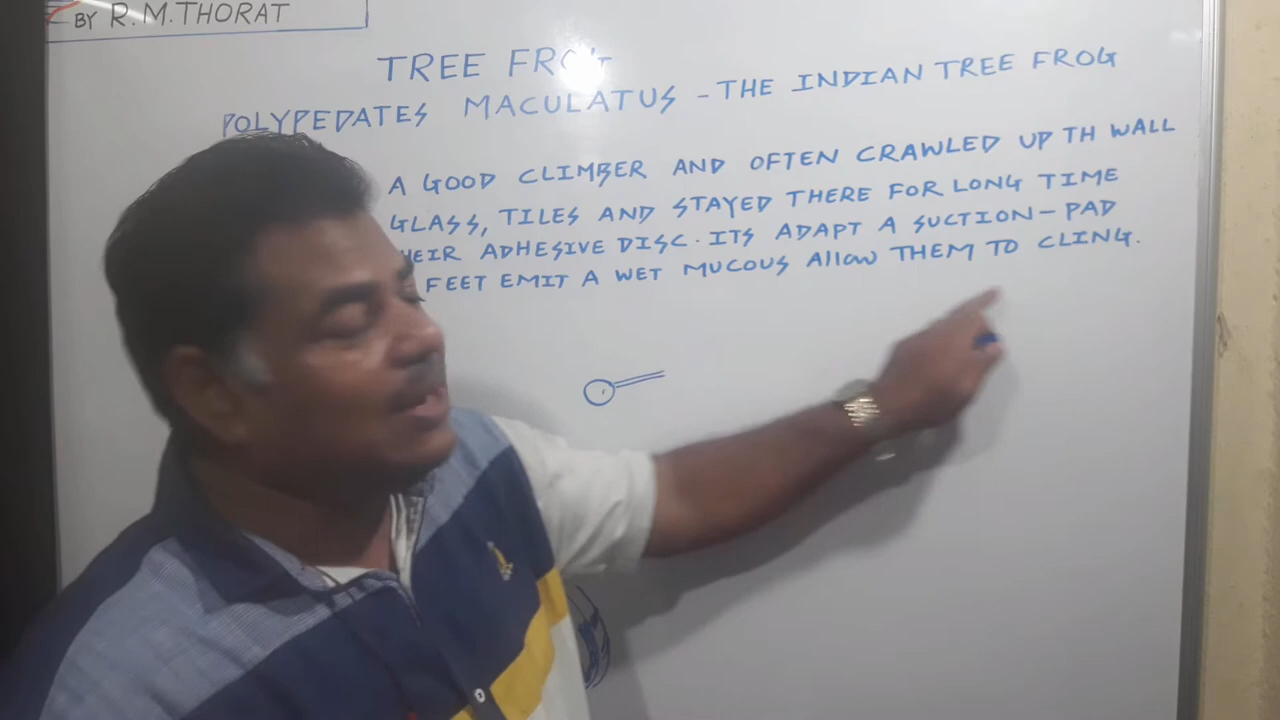 BY R.M.THORAT
TREE FROG
POLYPEDATES MACULATUS - THE INDIAN TREE FROG
A GOOD CLIMBER AND OFTEN CRAWLED UP TH WALL
GLASS, TILES AND STAYED THERE FOR LONG TIME
HEIR ADHESIVE DISC. ITS ADAPT A SUCTION-PAD
FEET EMIT A WET MUCOUS Allow THEM TO CLING.